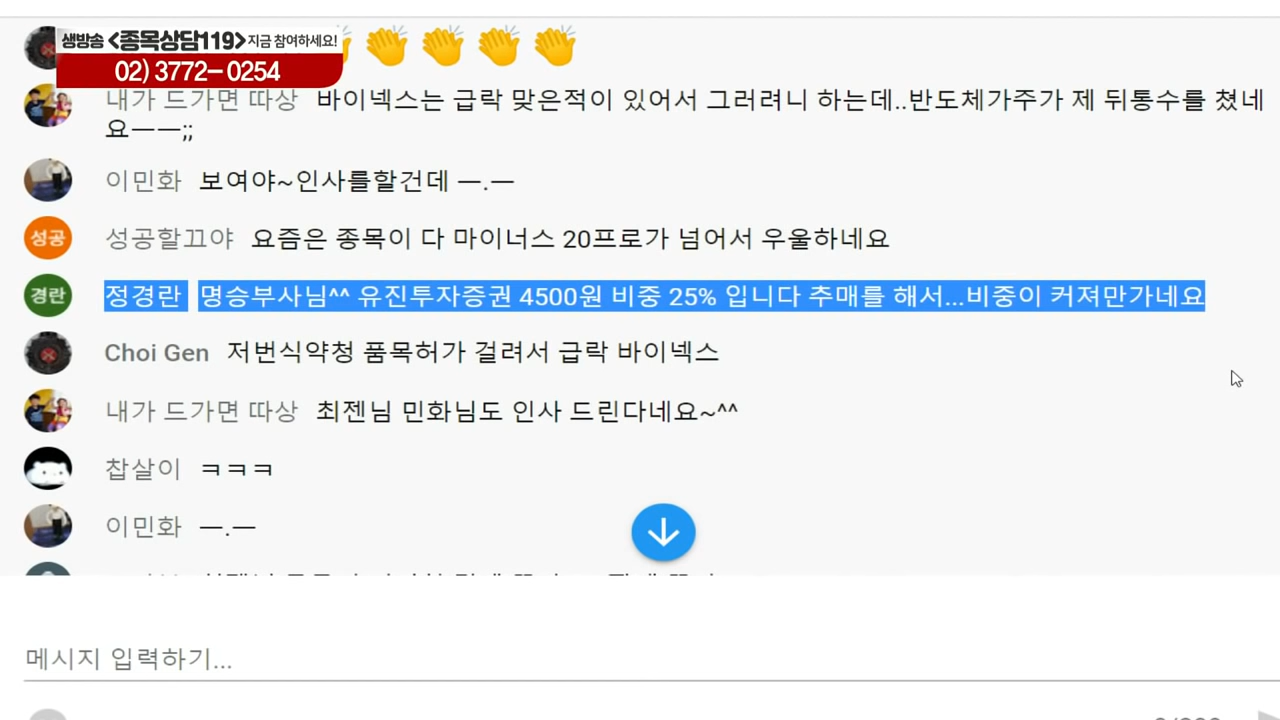 생방송 <종목상담119> 지금 참여하세요!
02) 3772-0254
내가 드가면 따상 바이넥스는 급락 맞은적이 있어서 그러려니 하는데..반도체가주가 제 뒤통수를 쳤네
요ㅡㅡ;;
이민화 보여야~인사를할건데 ㅡ.ㅡ
성공 성공할끄야 요즘은 종목이 다 마이너스 20프로가 넘어서 우울하네요
경란 정경란 명승부사님^^ 유진투자증권 4500원 비중 25% 입니다 추매를 해서...비중이 커져만가네요
Choi Gen 저번식약청 품목허가 걸려서 급락 바이넥스
내가 드가면 따상 최젠님 민화님도 인사 드린다네요~^^
찹살이 ㅋㅋㅋ
이민화 ㅡ.ㅡ
메시지 입력하기...